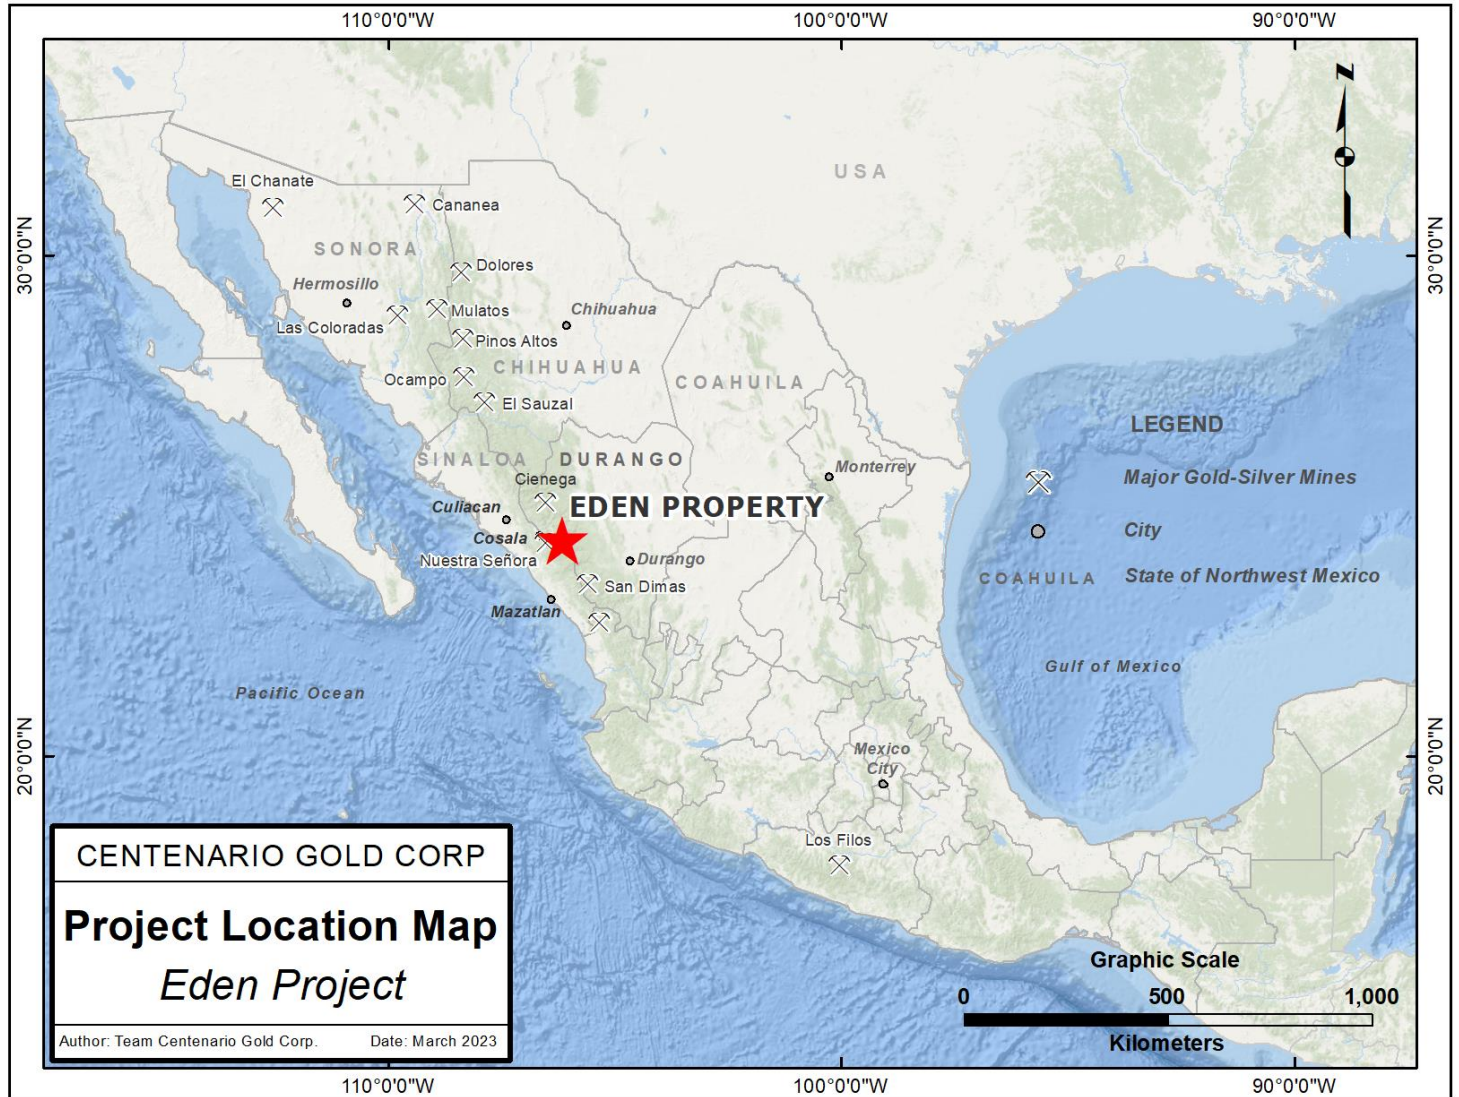 110°0'0"W
100°0'0"W
90°0'0"W
30°0'0"N
30°0'0"N
20°0'0"N
20°0'0"N
N
USA
El Chanate
Cananea
SONORA
Dolores
Hermosillo
Mulatos
Chihuahua
Las Coloradas
Pinos Altos
CHIHUAHUA
Ocampo
COAHUILA
El Sauzal
SINALOA
DURANGO
Monterrey
Cienega
EDEN PROPERTY
Culiacan
Cosala
Nuestra Señora
Durango
San Dimas
Mazatlan
LEGEND
Major Gold-Silver Mines
City
COAHUILA
State of Northwest Mexico
Gulf of Mexico
Pacific Ocean
Mexico
City
Los Filos
CENTENARIO GOLD CORP
Project Location Map
Eden Project
Author: Team Centenario Gold Corp.
Date: March 2023
Graphic Scale
0
500
1,000
Kilometers
110°0'0"W
100°0'0"W
90°0'0"W